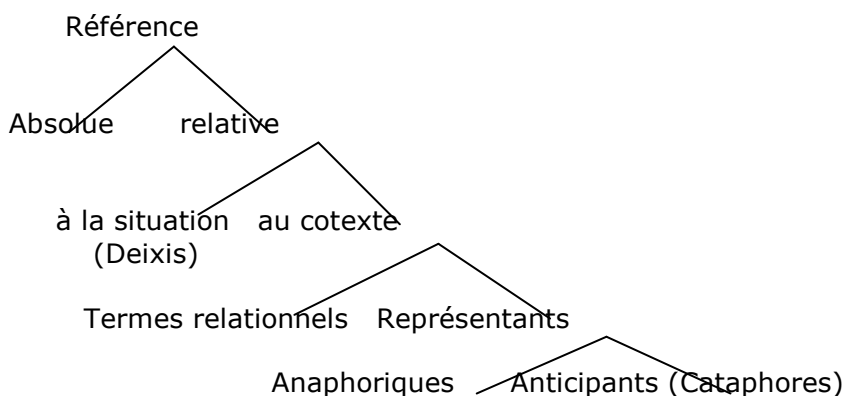 Référence
Absolue relative
à la situation au cotexte
(Deixis)
Termes relationnels Représentants
Anaphoriques Anticipants (Cataphores)